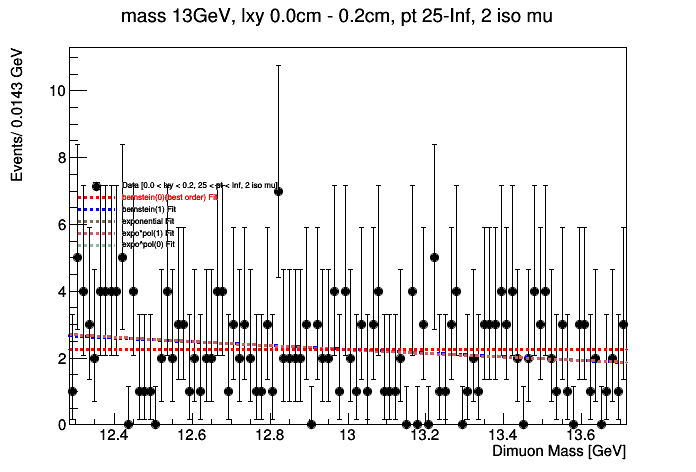 mass 13GeV, lxy 0.0cm - 0.2cm, pt 25-Inf, 2 iso mu
Events/ 0.0143 GeV
10
8
Data [0.0 < lxy < 0.2, 25 < pt < Inf, 2 iso mu]
bernstein(0)(best order) Fit
bernstein(1) Fit
exponential Fit
expo*pol(1) Fit
expo*pol(0) Fit
6
4
2
0
12.4 12.6 12.8 13 13.2 13.4 13.6
Dimuon Mass [GeV]